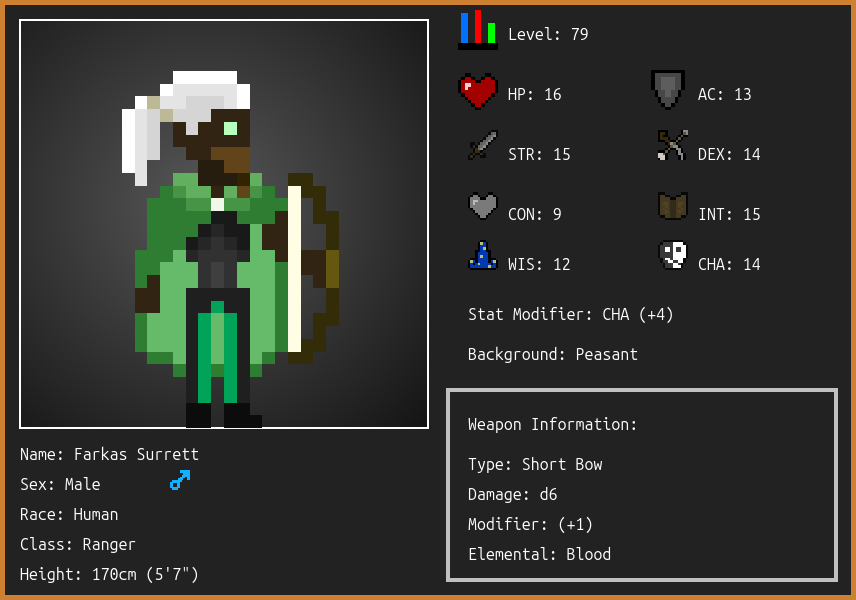 Level: 79
HP: 16
AC: 13
STR: 15
DEX: 14
CON: 9
INT: 15
WIS: 12
CHA: 14
Stat Modifier: CHA (+4)
Background: Peasant
Weapon Information:
Type: Short Bow
Damage: d6
Modifier: (+1)
Elemental: Blood
Name: Farkas Surrett
Sex: Male
Race: Human
Class: Ranger
Height: 170cm (5'7")